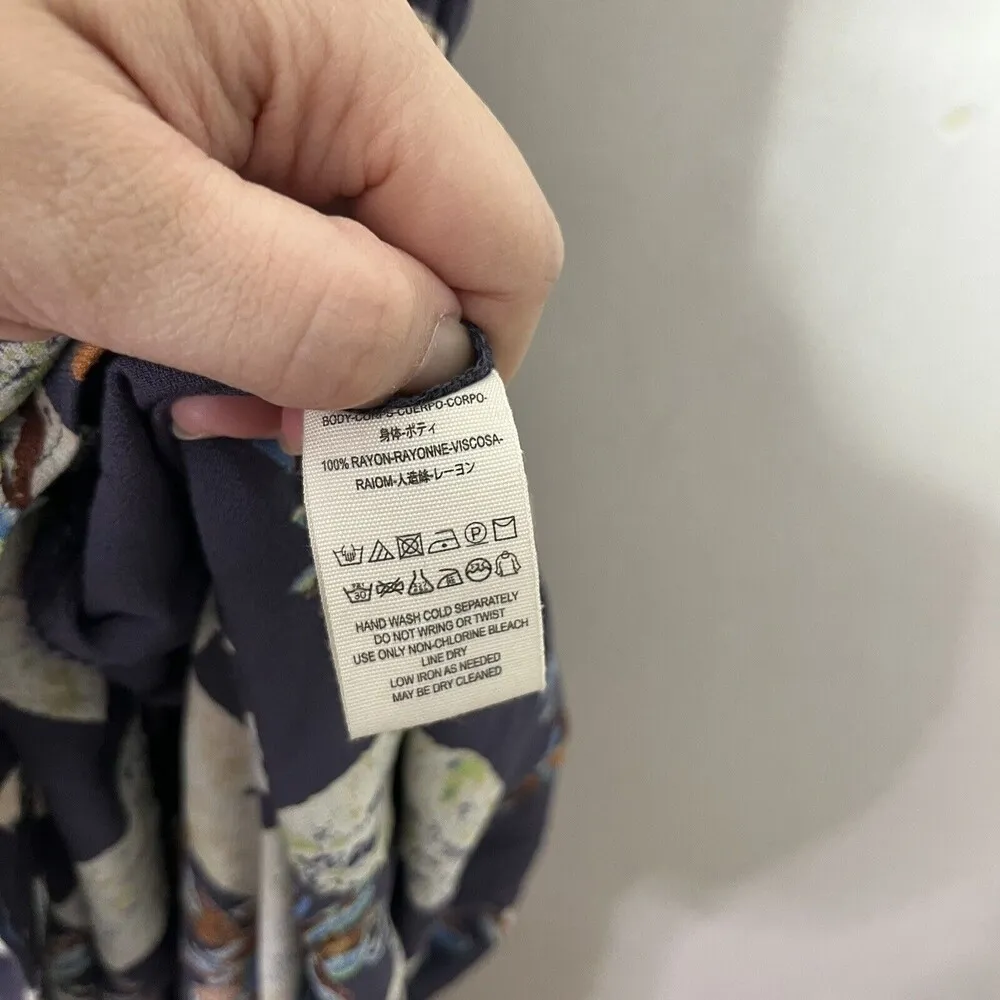 BODY-CORPS-CUERPO-CORPO-
身体-ボディ
100% RAYON-RAYONNE-VISCOSA-
RAIOM-人造絲-レーヨン
P
30
HAND WASH COLD SEPARATELY
DO NOT WRING OR TWIST
USE ONLY NON-CHLORINE BLEACH
LINE DRY
LOW IRON AS NEEDED
MAY BE DRY CLEANED